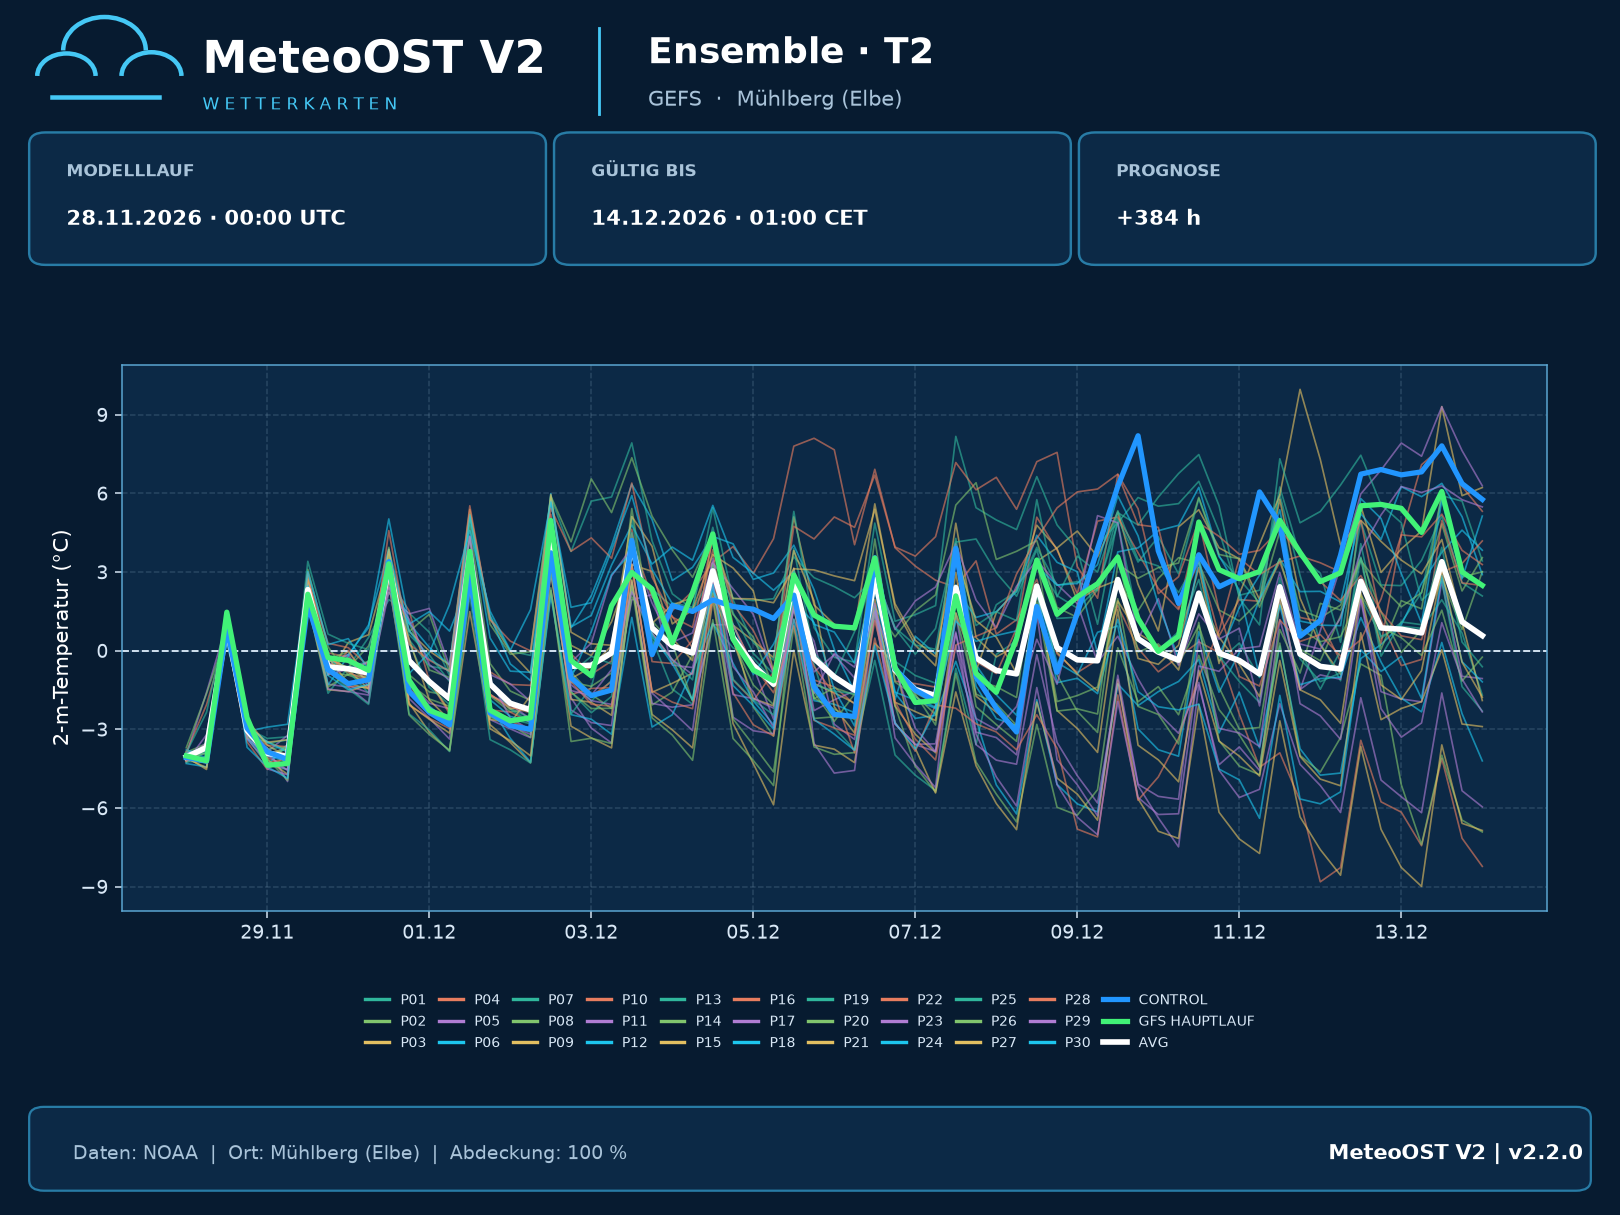 MeteoOST V2
WETTERKARTEN
Ensemble · T2
GEFS · Mühlberg (Elbe)
MODELLLAUF
28.11.2026 · 00:00 UTC
GÜLTIG BIS
14.12.2026 · 01:00 CET
PROGNOSE
+384 h
2-m-Temperatur (°C)
9
6
3
0
−3
−6
−9
29.11 01.12 03.12 05.12 07.12 09.12 11.12 13.12
P01 P04 P07 P10 P13 P16 P19 P22 P25 P28 CONTROL
P02 P05 P08 P11 P14 P17 P20 P23 P26 P29 GFS HAUPTLAUF
P03 P06 P09 P12 P15 P18 P21 P24 P27 P30 AVG
Daten: NOAA | Ort: Mühlberg (Elbe) | Abdeckung: 100 %
MeteoOST V2 | v2.2.0